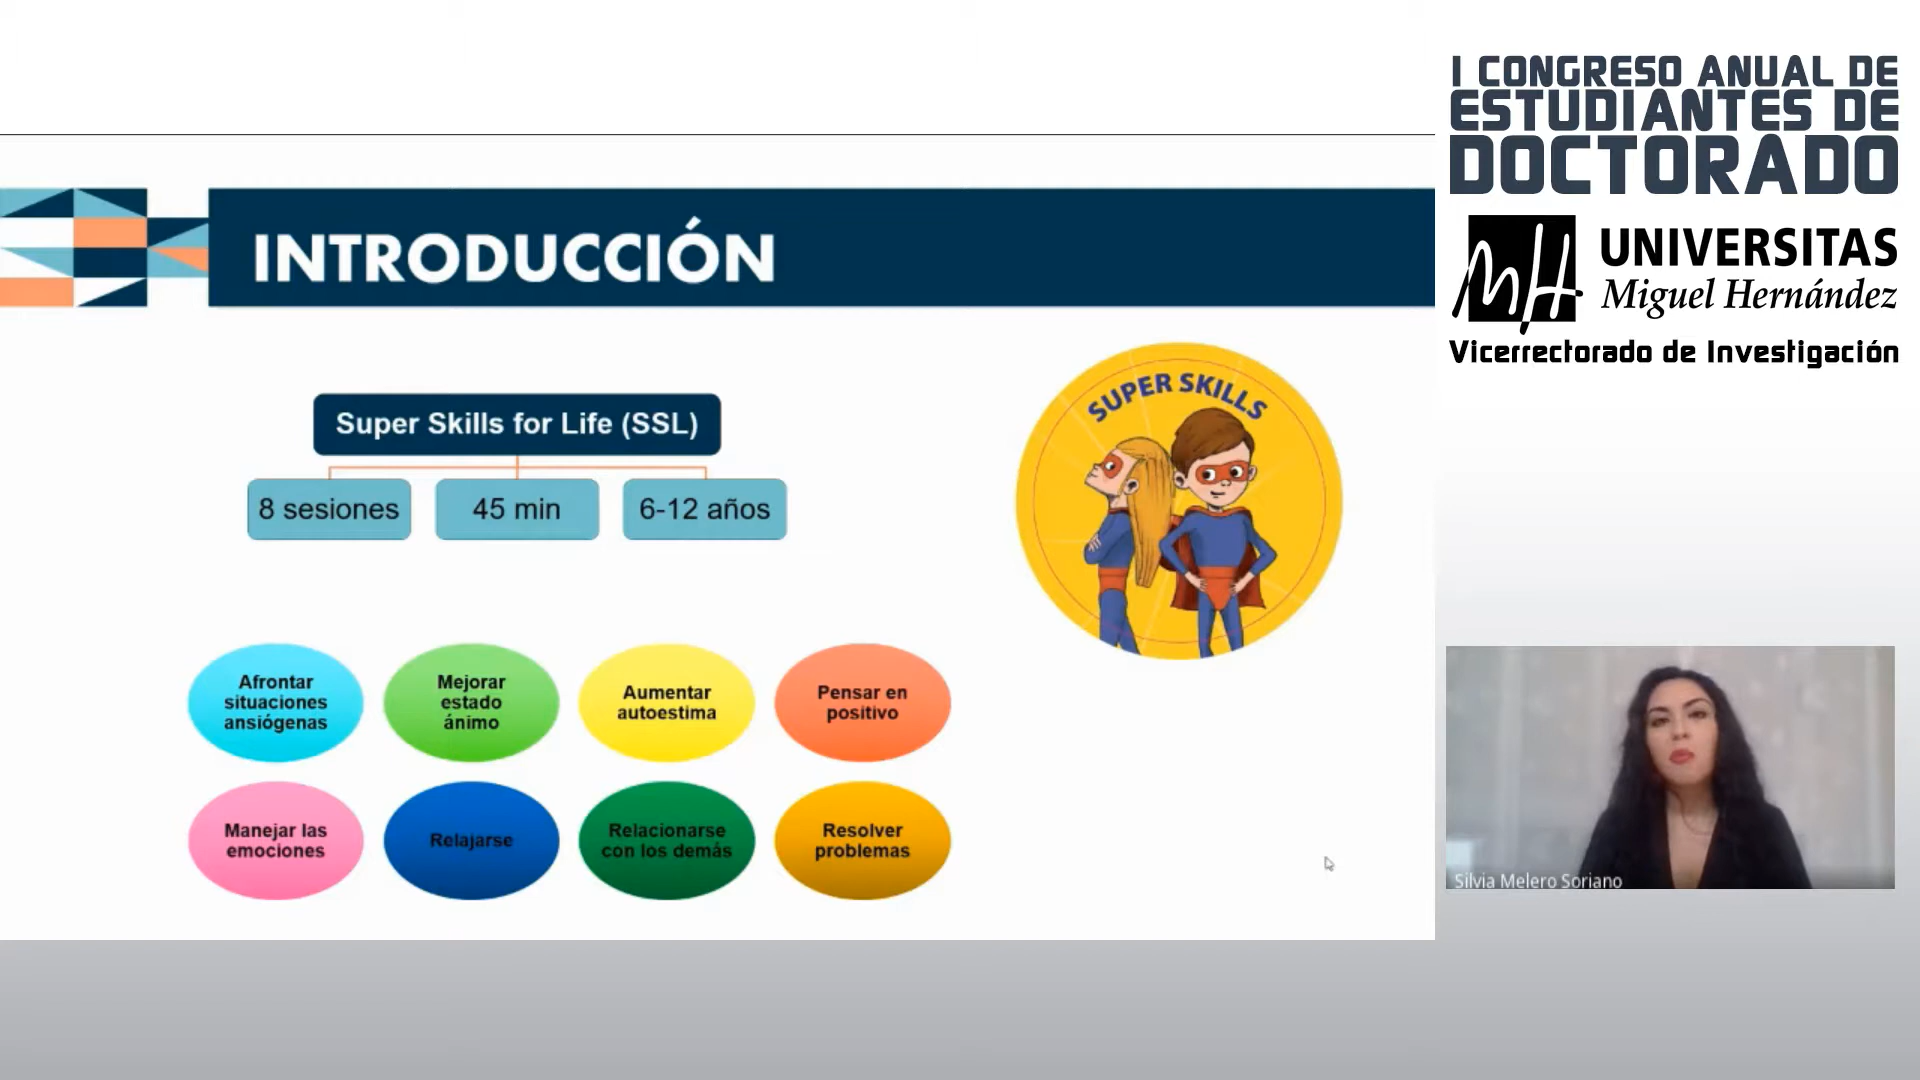 I CONGRESO ANUAL DE
ESTUDIANTES DE
DOCTORADO
UNIVERSITAS
Miguel Hernández
Vicerrectorado de Investigación
INTRODUCCIÓN
Super Skills for Life (SSL)
8 sesiones
45 min
6-12 años
SUPER SKILLS
Afrontar
situaciones
ansiógenas
Mejorar
estado
ánimo
Aumentar
autoestima
Pensar en
positivo
Manejar las
emociones
Relajarse
Relacionarse
con los demás
Resolver
problemas
Silvia Melero Soriano